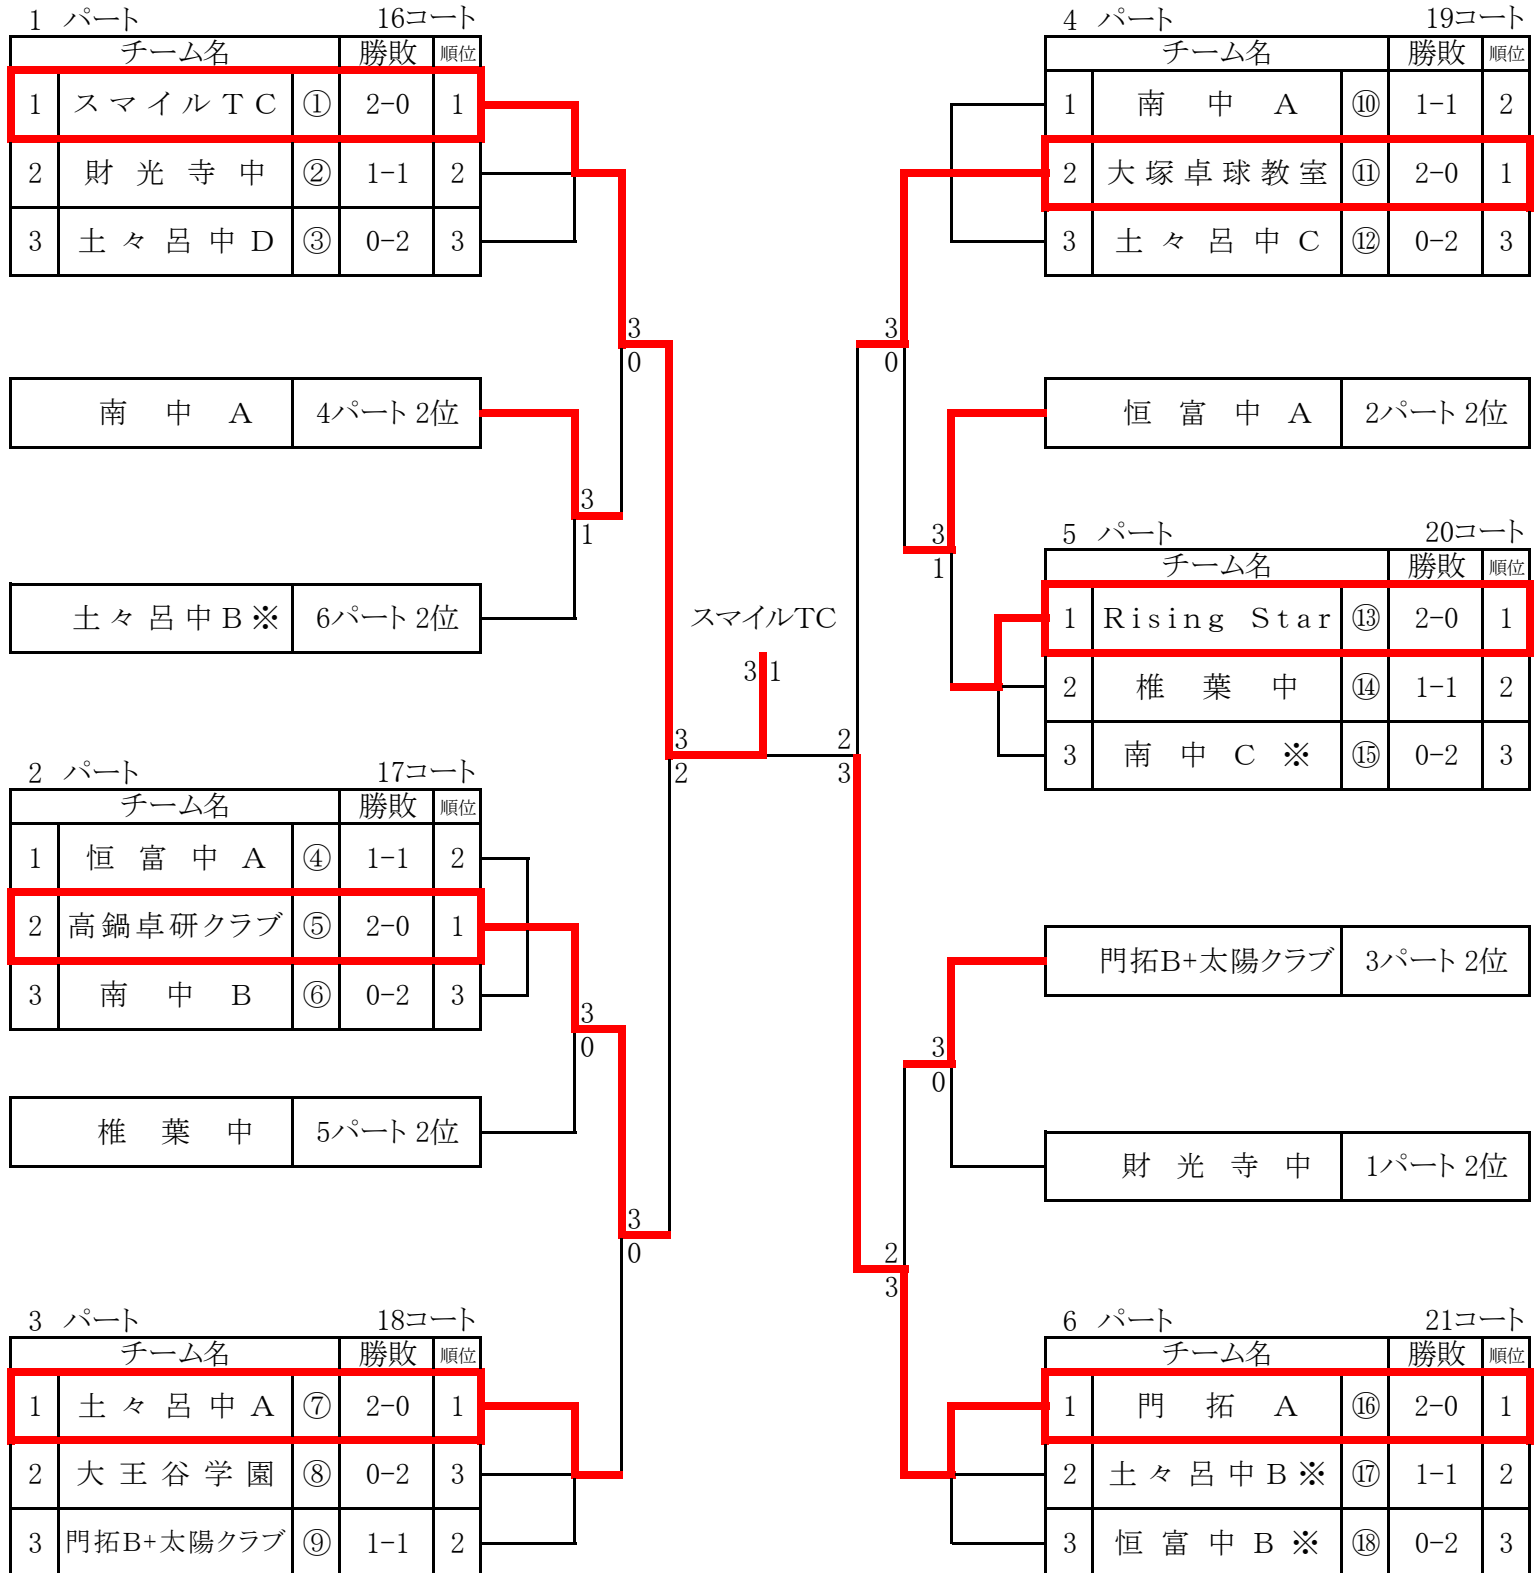 1 パート 16コート
チーム名 勝敗 順位
1 スマイルTC ① 2-0 1
2 財光寺中 ② 1-1 2
3 土々呂中D ③ 0-2 3
3
0
南中A 4パート 2位
3
1
土々呂中B※ 6パート 2位
2 パート 17コート
チーム名 勝敗 順位
1 恒富中A ④ 1-1 2
2 高鍋卓研クラブ ⑤ 2-0 1
3 南中B ⑥ 0-2 3
3
0
椎葉中 5パート 2位
3
0
3 パート 18コート
チーム名 勝敗 順位
1 土々呂中A ⑦ 2-0 1
2 大王谷学園 ⑧ 0-2 3
3 門拓B+太陽クラブ ⑨ 1-1 2
スマイルTC
3 1
3 2
2 3
4 パート 19コート
チーム名 勝敗 順位
1 南中A ⑩ 1-1 2
2 大塚卓球教室 ⑪ 2-0 1
3 土々呂中C ⑫ 0-2 3
3
0
恒富中A 2パート 2位
3
1
5 パート 20コート
チーム名 勝敗 順位
1 Rising Star ⑬ 2-0 1
2 椎葉中 ⑭ 1-1 2
3 南中C※ ⑮ 0-2 3
門拓B+太陽クラブ 3パート 2位
3
0
財光寺中 1パート 2位
2
3
6 パート 21コート
チーム名 勝敗 順位
1 門拓A ⑯ 2-0 1
2 土々呂中B※ ⑰ 1-1 2
3 恒富中B※ ⑱ 0-2 3